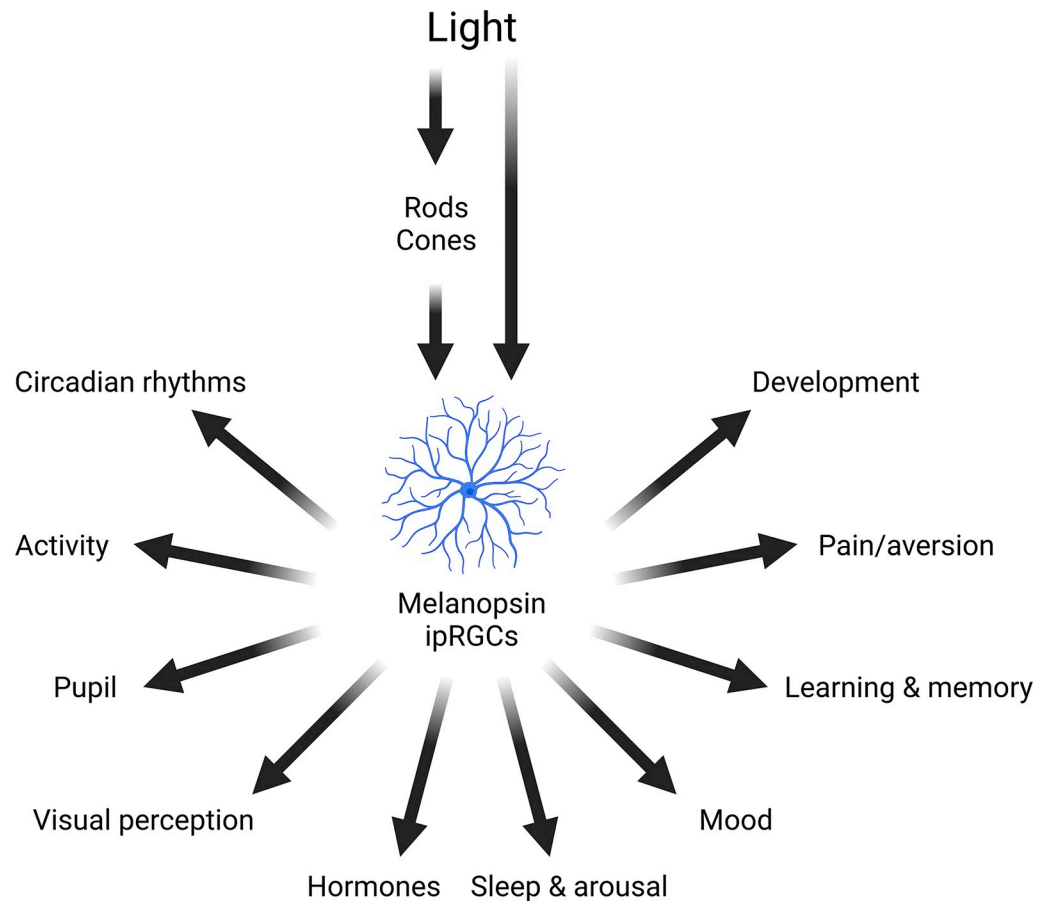 Light
Rods
Cones
Circadian rhythms
Development
Activity
Pain/aversion
Melanopsin
ipRGCs
Pupil
Learning & memory
Visual perception
Mood
Hormones
Sleep & arousal